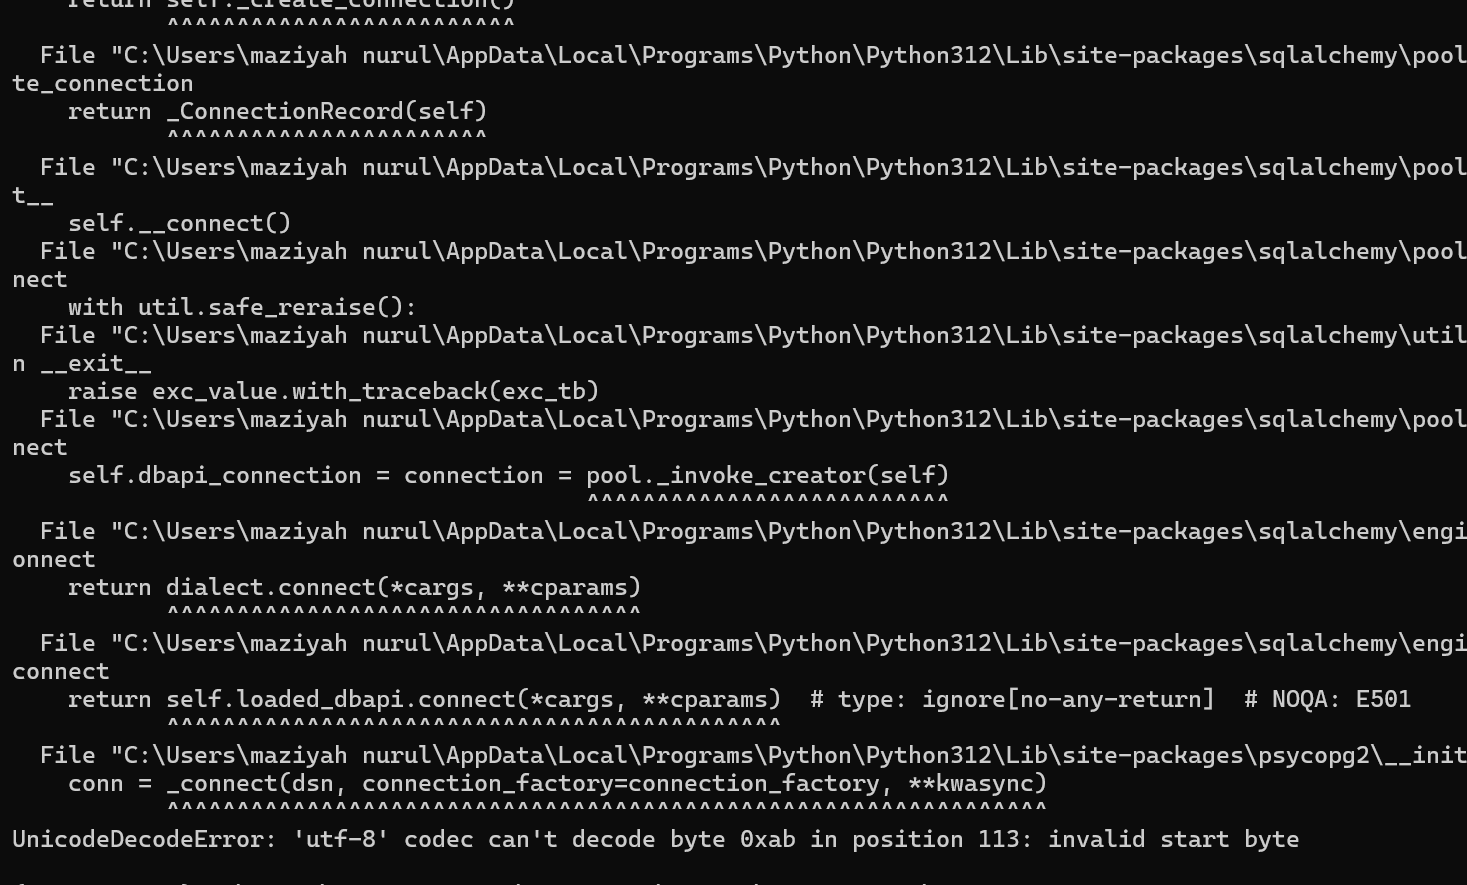 return self._create_connection()
^^^^^^^^^^^^^^^^^^^^^^^^^
File "C:\Users\maziyah nurul\AppData\Local\Programs\Python\Python312\Lib\site-packages\sqlalchemy\pool
te_connection
return _ConnectionRecord(self)
^^^^^^^^^^^^^^^^^^^^^^^
File "C:\Users\maziyah nurul\AppData\Local\Programs\Python\Python312\Lib\site-packages\sqlalchemy\pool
t__
self.__connect()
File "C:\Users\maziyah nurul\AppData\Local\Programs\Python\Python312\Lib\site-packages\sqlalchemy\pool
nect
with util.safe_reraise():
File "C:\Users\maziyah nurul\AppData\Local\Programs\Python\Python312\Lib\site-packages\sqlalchemy\util
n __exit__
raise exc_value.with_traceback(exc_tb)
File "C:\Users\maziyah nurul\AppData\Local\Programs\Python\Python312\Lib\site-packages\sqlalchemy\pool
nect
self.dbapi_connection = connection = pool._invoke_creator(self)
^^^^^^^^^^^^^^^^^^^^^^^^^^
File "C:\Users\maziyah nurul\AppData\Local\Programs\Python\Python312\Lib\site-packages\sqlalchemy\engi
onnect
return dialect.connect(*cargs, **cparams)
^^^^^^^^^^^^^^^^^^^^^^^^^^^^^^^^^^
File "C:\Users\maziyah nurul\AppData\Local\Programs\Python\Python312\Lib\site-packages\sqlalchemy\engi
connect
return self.loaded_dbapi.connect(*cargs, **cparams)  # type: ignore[no-any-return]  # NOQA: E501
^^^^^^^^^^^^^^^^^^^^^^^^^^^^^^^^^^^^^^^^^^^^
File "C:\Users\maziyah nurul\AppData\Local\Programs\Python\Python312\Lib\site-packages\psycopg2\__init
conn = _connect(dsn, connection_factory=connection_factory, **kwasync)
^^^^^^^^^^^^^^^^^^^^^^^^^^^^^^^^^^^^^^^^^^^^^^^^^^^^^^^^^^^^^^^
UnicodeDecodeError: 'utf-8' codec can't decode byte 0xab in position 113: invalid start byte